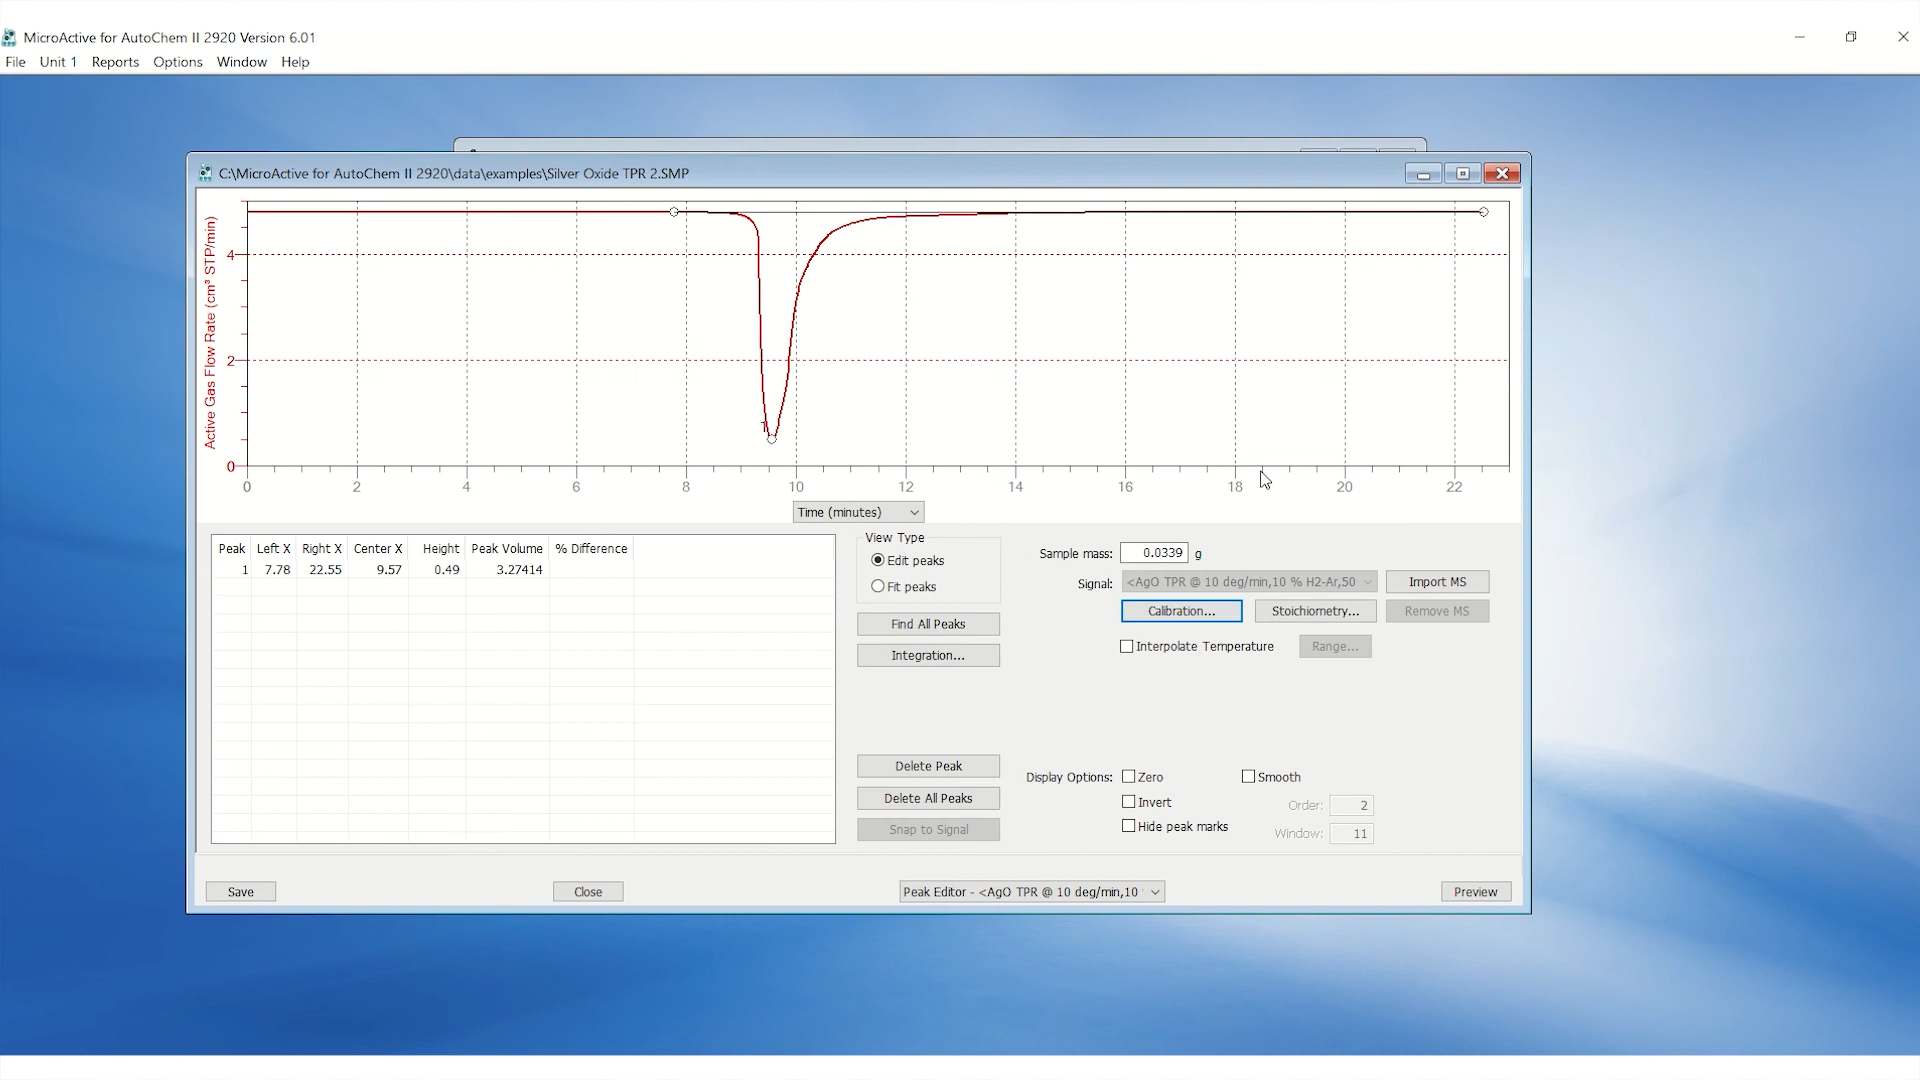 MicroActive for AutoChem II 2920 Version 6.01
File Unit 1 Reports Options Window Help
C:\MicroActive for AutoChem II 2920\data\examples\Silver Oxide TPR 2.SMP
Active Gas Flow Rate (cm³ STP/min)
4
2
0
0 2 4 6 8 10 12 14 16 18 20 22
Time (minutes)
Peak Left X Right X Center X Height Peak Volume % Difference
1 7.78 22.55 9.57 0.49 3.27414
View Type
Edit peaks
Fit peaks
Find All Peaks
Integration...
Delete Peak
Delete All Peaks
Snap to Signal
Sample mass: 0.0339 g
Signal: <AgO TPR @ 10 deg/min,10 % H2-Ar,50 Import MS
Calibration... Stoichiometry... Remove MS
Interpolate Temperature Range...
Display Options: Zero Smooth
Invert Order: 2
Hide peak marks Window: 11
Save Close Peak Editor - <AgO TPR @ 10 deg/min,10 Preview